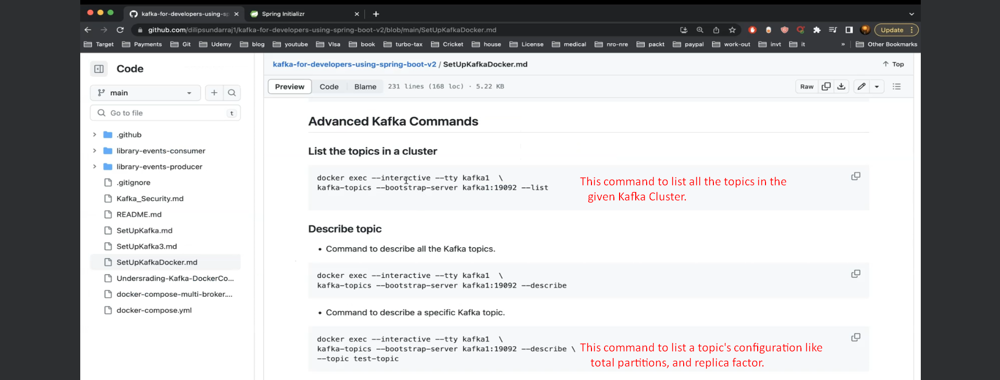 kafka-for-developers-using-sp
Spring Initializr
github.com/dilipsundarraj1/kafka-for-developers-using-spring-boot-v2/blob/main/SetUpKafkaDocker.md
Update
Target Payments Git Udemy blog youtube VIsa book turbo-tax Cricket house License medical nro-nre packt paypal work-out invt it » Other Bookmarks
Code
main
Go to file t
.github
library-events-consumer
library-events-producer
.gitignore
Kafka_Security.md
README.md
SetUpKafka.md
SetUpKafka3.md
SetUpKafkaDocker.md
Undersrading-Kafka-DockerCo...
docker-compose-multi-broker....
docker-compose.yml
kafka-for-developers-using-spring-boot-v2 / SetUpKafkaDocker.md
Top
Preview Code Blame 231 lines (168 loc) · 5.22 KB
Raw
Advanced Kafka Commands
List the topics in a cluster
docker exec --interactive --tty kafka1 \
kafka-topics --bootstrap-server kafka1:19092 --list
This command to list all the topics in the
given Kafka Cluster.
Describe topic
• Command to describe all the Kafka topics.
docker exec --interactive --tty kafka1 \
kafka-topics --bootstrap-server kafka1:19092 --describe
• Command to describe a specific Kafka topic.
docker exec --interactive --tty kafka1 \
kafka-topics --bootstrap-server kafka1:19092 --describe \
--topic test-topic
This command to list a topic's configuration like
total partitions, and replica factor.